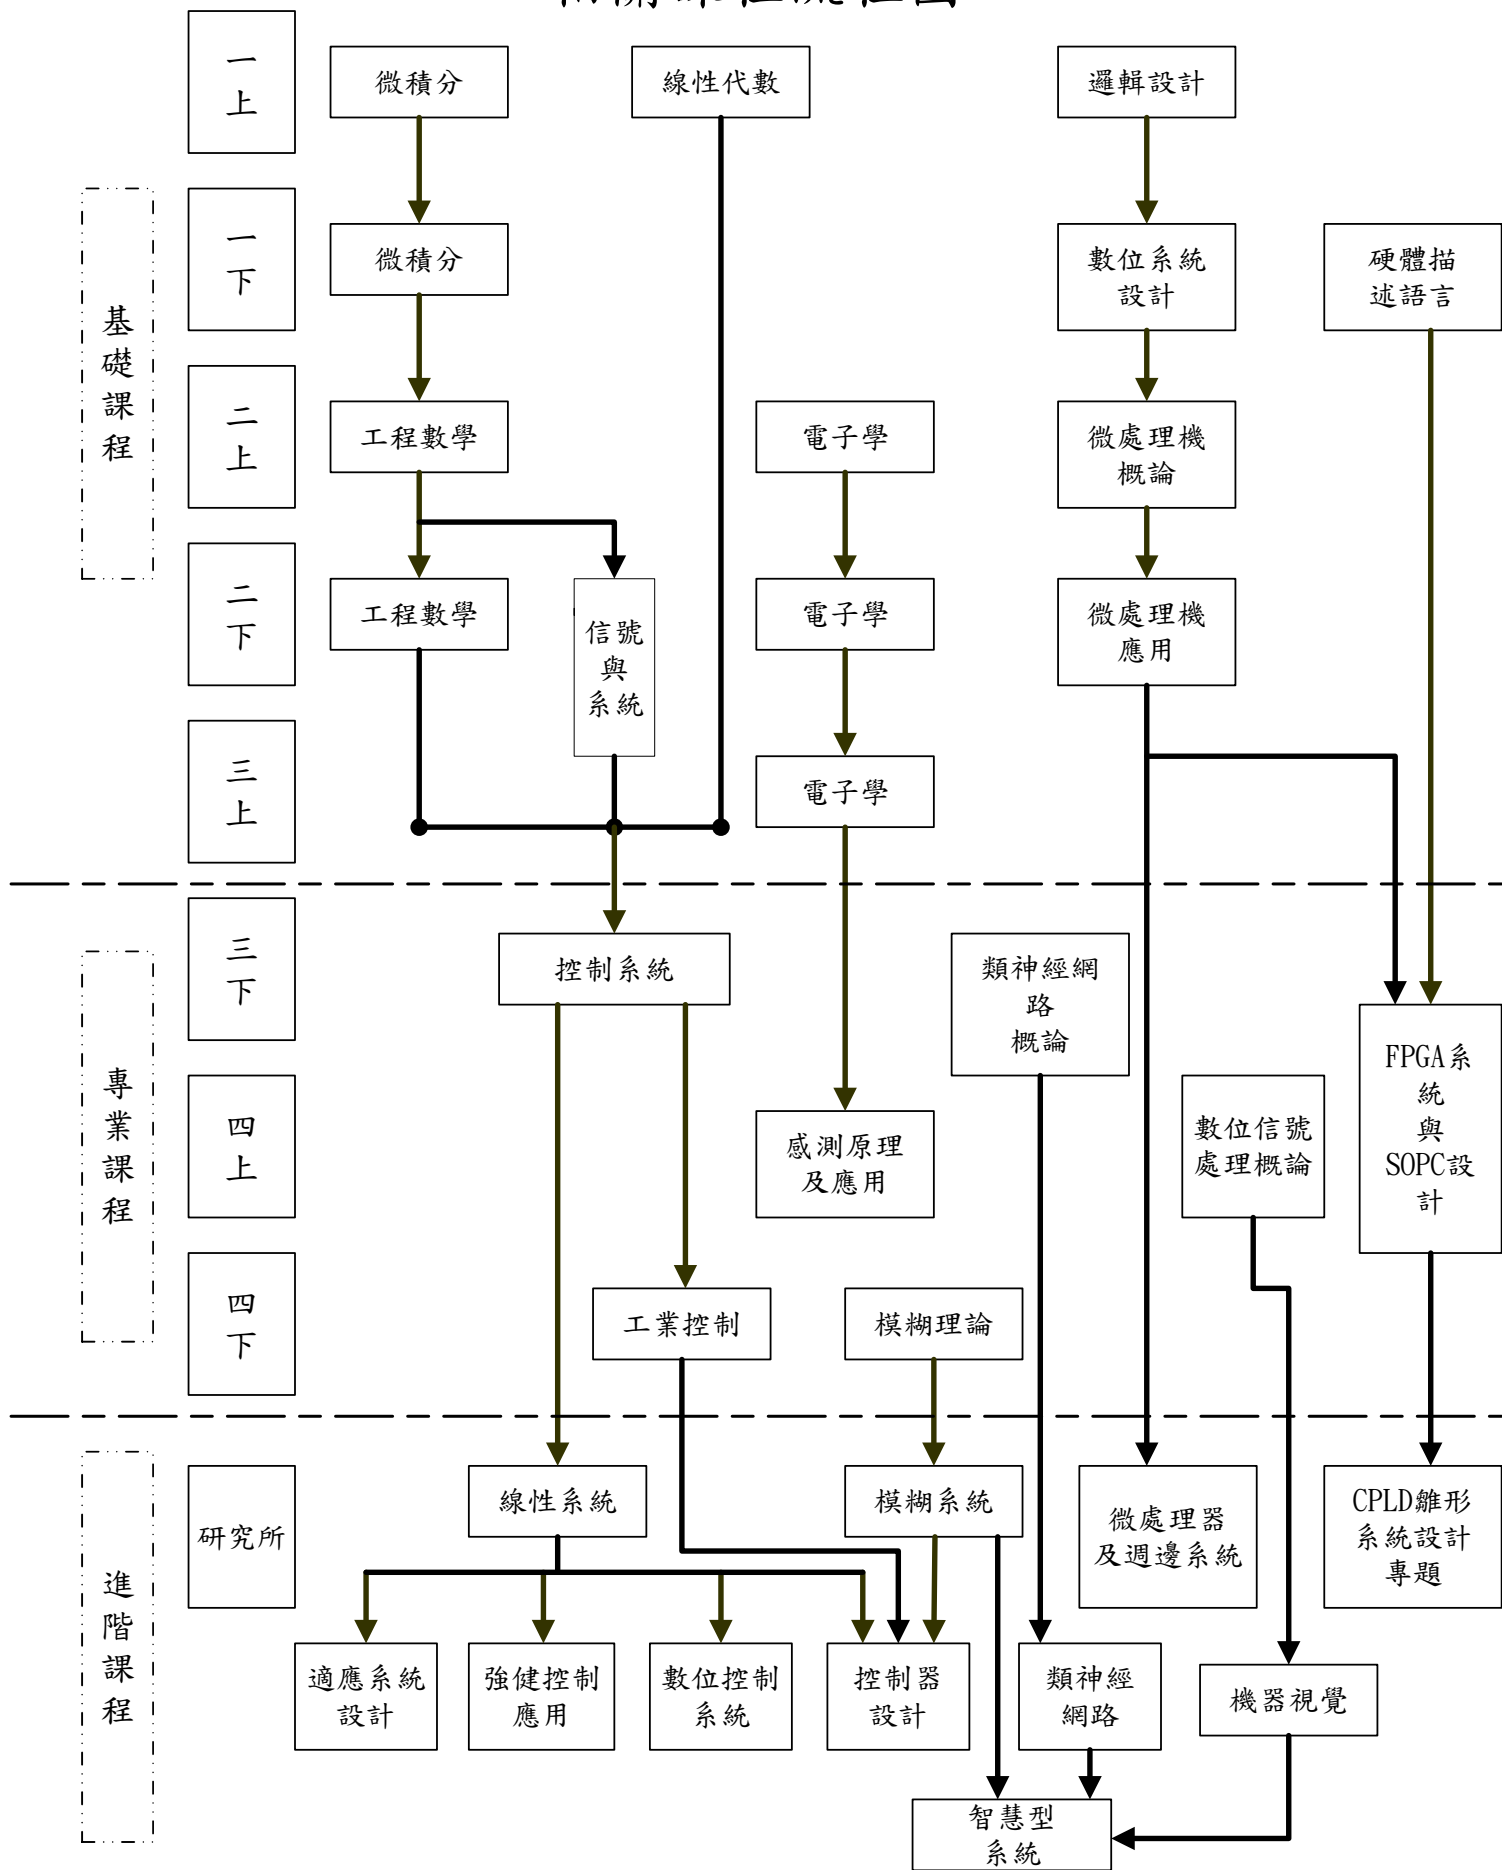 一
上
微積分
線性代數
邏輯設計
基
礎
課
程
一
下
微積分
數位系統
設計
硬體描
述語言
二
上
工程數學
電子學
微處理機
概論
二
下
工程數學
信號
與
系統
電子學
微處理機
應用
三
上
電子學
專
業
課
程
三
下
控制系統
類神經網
路
概論
FPGA系
統
與
SOPC設
計
四
上
感測原理
及應用
數位信號
處理概論
四
下
工業控制
模糊理論
進
階
課
程
研究所
線性系統
模糊系統
微處理器
及週邊系統
CPLD雛形
系統設計
專題
適應系統
設計
強健控制
應用
數位控制
系統
控制器
設計
類神經
網路
機器視覺
智慧型
系統